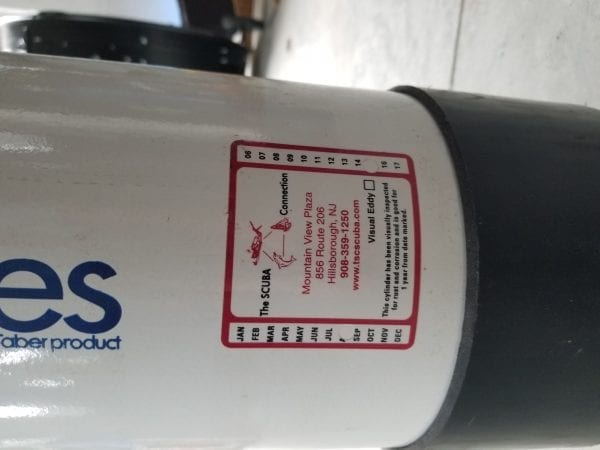 es
Faber product
The SCUBA Connection
Mountain View Plaza
856 Route 206
Hillsborough, NJ
908-359-1250
www.tscscuba.com
Visual Eddy
This cylinder has been visually inspected
for rust and corrosion and is good for
1 year from date marked.
JAN
FEB
MAR
APR
MAY
JUN
JUL
SEP
OCT
NOV
DEC
06
07
08
09
10
11
12
13
14
16
17